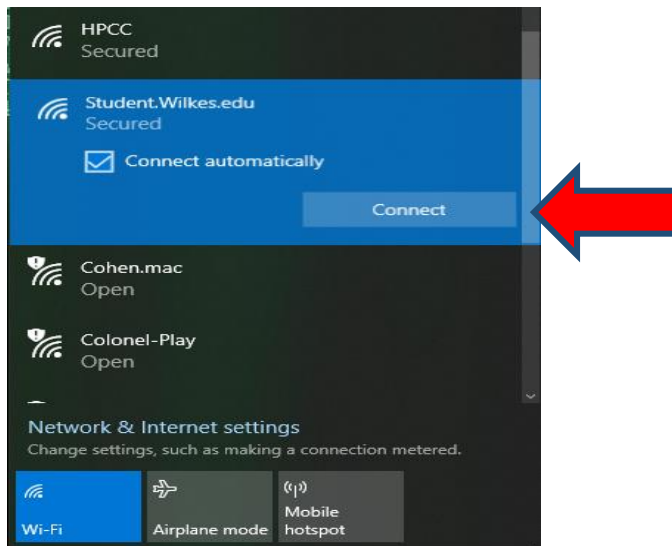 HPCC
Secured
Student.Wilkes.edu
Secured
Connect automatically
Connect
Cohen.mac
Open
Colonel-Play
Open
Network & Internet settings
Change settings, such as making a connection metered.
Wi-Fi
Airplane mode
Mobile
hotspot